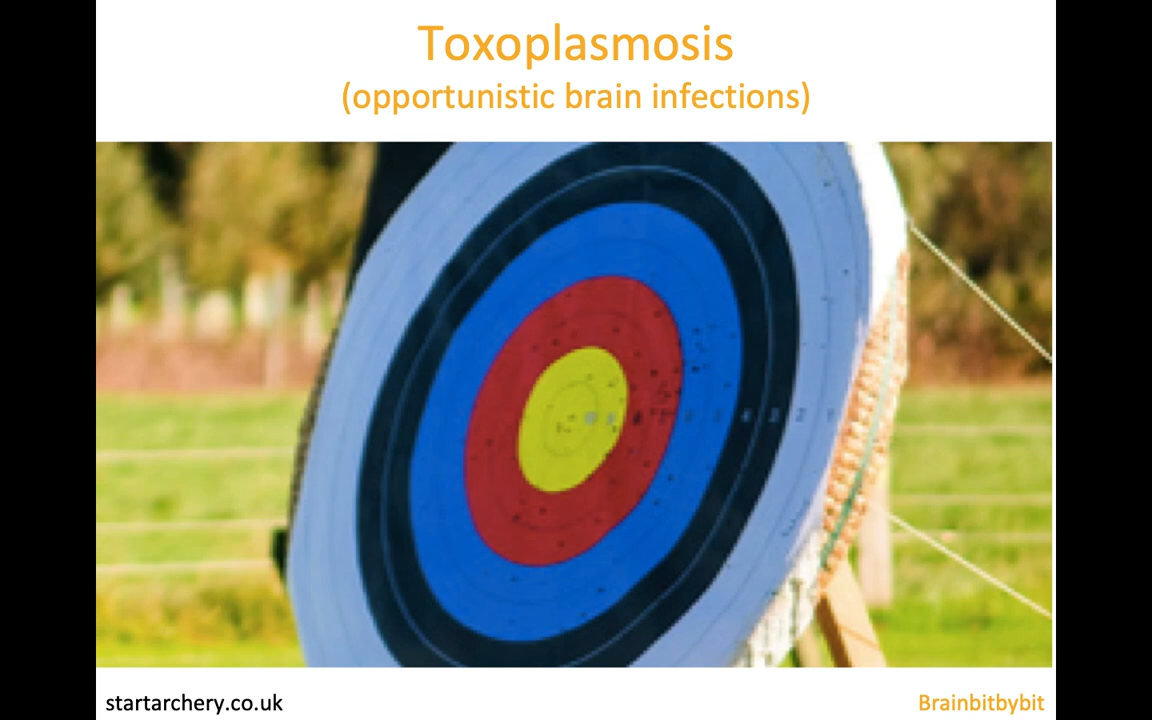 Toxoplasmosis
(opportunistic brain infections)
startarchery.co.uk
Brainbitbybit